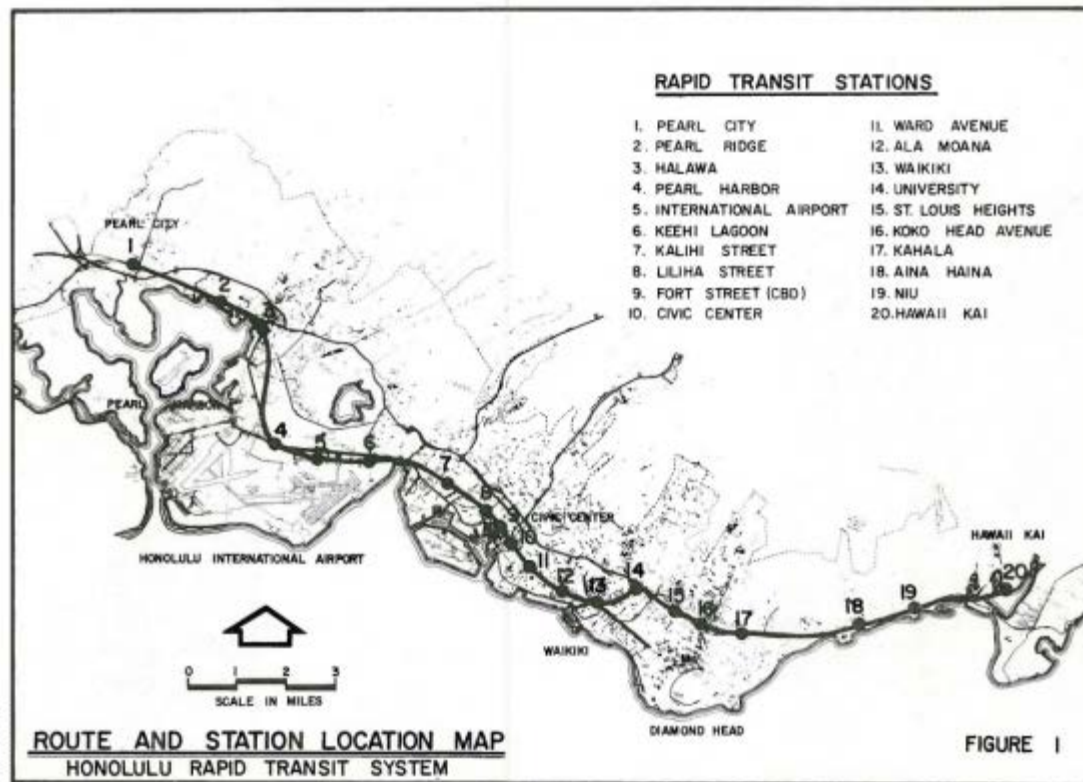 RAPID TRANSIT STATIONS
1. PEARL CITY
2. PEARL RIDGE
3. HALAWA
4. PEARL HARBOR
5. INTERNATIONAL AIRPORT
6. KEEHI LAGOON
7. KALIHI STREET
8. LILIHA STREET
9. FORT STREET (CBD)
10. CIVIC CENTER
11. WARD AVENUE
12. ALA MOANA
13. WAIKIKI
14. UNIVERSITY
15. ST. LOUIS HEIGHTS
16. KOKO HEAD AVENUE
17. KAHALA
18. AINA HAINA
19. NIU
20. HAWAII KAI
PEARL CITY
1
2
3
PEARL HARBOR
4
5
6
7
8
9
CIVIC CENTER
10
11
12
13
14
15
16
17
18
19
HAWAII KAI
20
HONOLULU INTERNATIONAL AIRPORT
WAIKIKI
DIAMOND HEAD
0 1 2 3
SCALE IN MILES
ROUTE AND STATION LOCATION MAP
HONOLULU RAPID TRANSIT SYSTEM
FIGURE 1